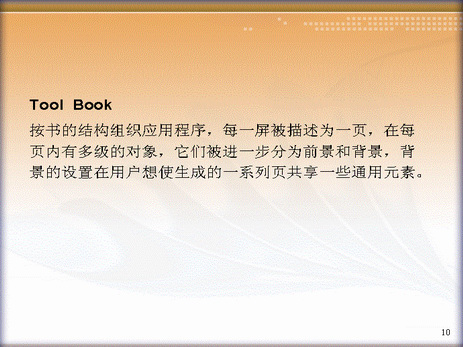 Tool Book
按书的结构组织应用程序，每一屏被描述为一页，在每
页内有多级的对象，它们被进一步分为前景和背景，背
景的设置在用户想使生成的一系列页共享一些通用元素。
10